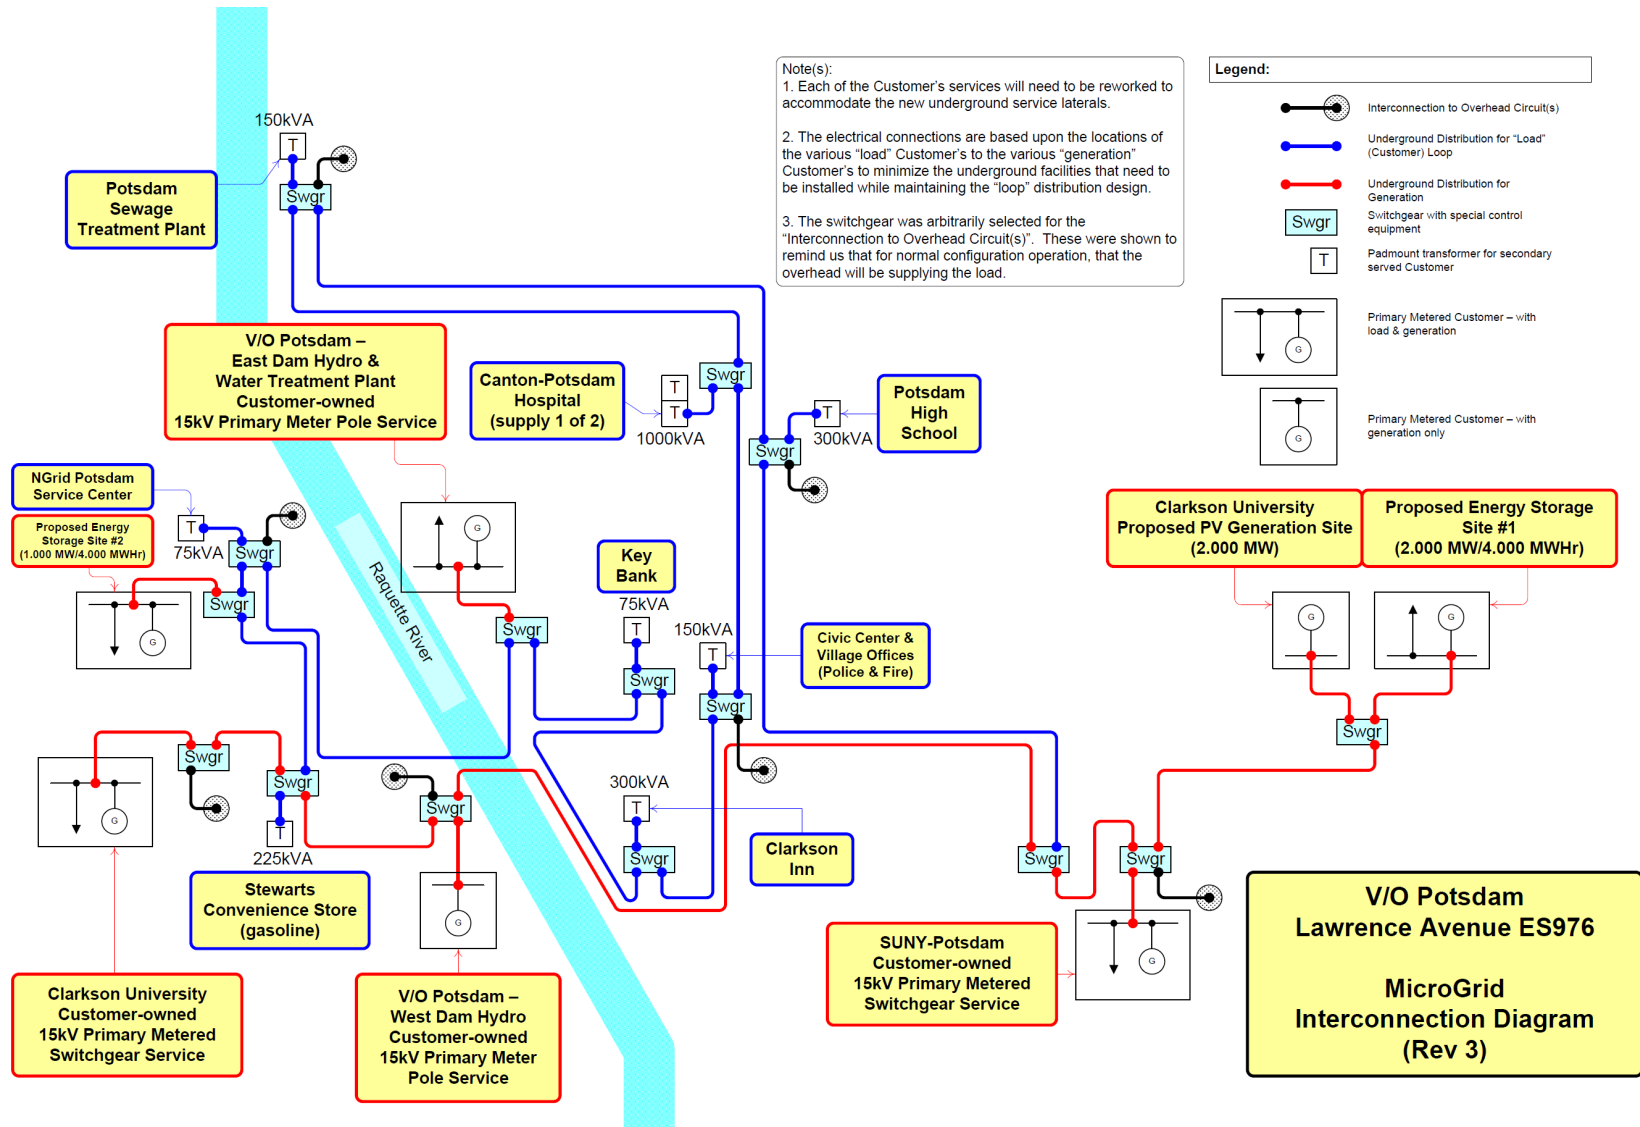 Note(s):
1. Each of the Customer's services will need to be reworked to
accommodate the new underground service laterals.
2. The electrical connections are based upon the locations of
the various "load" Customer's to the various "generation"
Customer's to minimize the underground facilities that need to
be installed while maintaining the "loop" distribution design.
3. The switchgear was arbitrarily selected for the
"Interconnection to Overhead Circuit(s)". These were shown to
remind us that for normal configuration operation, that the
overhead will be supplying the load.
Legend:
Interconnection to Overhead Circuit(s)
Underground Distribution for "Load"
(Customer) Loop
Underground Distribution for
Generation
Swgr
Switchgear with special control
equipment
T
Padmount transformer for secondary
served Customer
G
Primary Metered Customer – with
load & generation
G
Primary Metered Customer – with
generation only
150kVA
T
Swgr
Potsdam
Sewage
Treatment Plant
V/O Potsdam –
East Dam Hydro &
Water Treatment Plant
Customer-owned
15kV Primary Meter Pole Service
Canton-Potsdam
Hospital
(supply 1 of 2)
T
T
1000kVA
Swgr
Potsdam
High
School
T
300kVA
Swgr
NGrid Potsdam
Service Center
T
75kVA
Swgr
Proposed Energy
Storage Site #2
(1.000 MW/4.000 MWHr)
Swgr
G
G
Swgr
Raquette River
Key
Bank
75kVA
T
Swgr
150kVA
T
Swgr
Civic Center &
Village Offices
(Police & Fire)
Clarkson University
Proposed PV Generation Site
(2.000 MW)
Proposed Energy Storage
Site #1
(2.000 MW/4.000 MWHr)
G
G
Swgr
Swgr
G
Swgr
T
225kVA
Swgr
G
300kVA
T
Swgr
Clarkson
Inn
Swgr
Swgr
G
Stewarts
Convenience Store
(gasoline)
Clarkson University
Customer-owned
15kV Primary Metered
Switchgear Service
V/O Potsdam –
West Dam Hydro
Customer-owned
15kV Primary Meter
Pole Service
SUNY-Potsdam
Customer-owned
15kV Primary Metered
Switchgear Service
V/O Potsdam
Lawrence Avenue ES976
MicroGrid
Interconnection Diagram
(Rev 3)